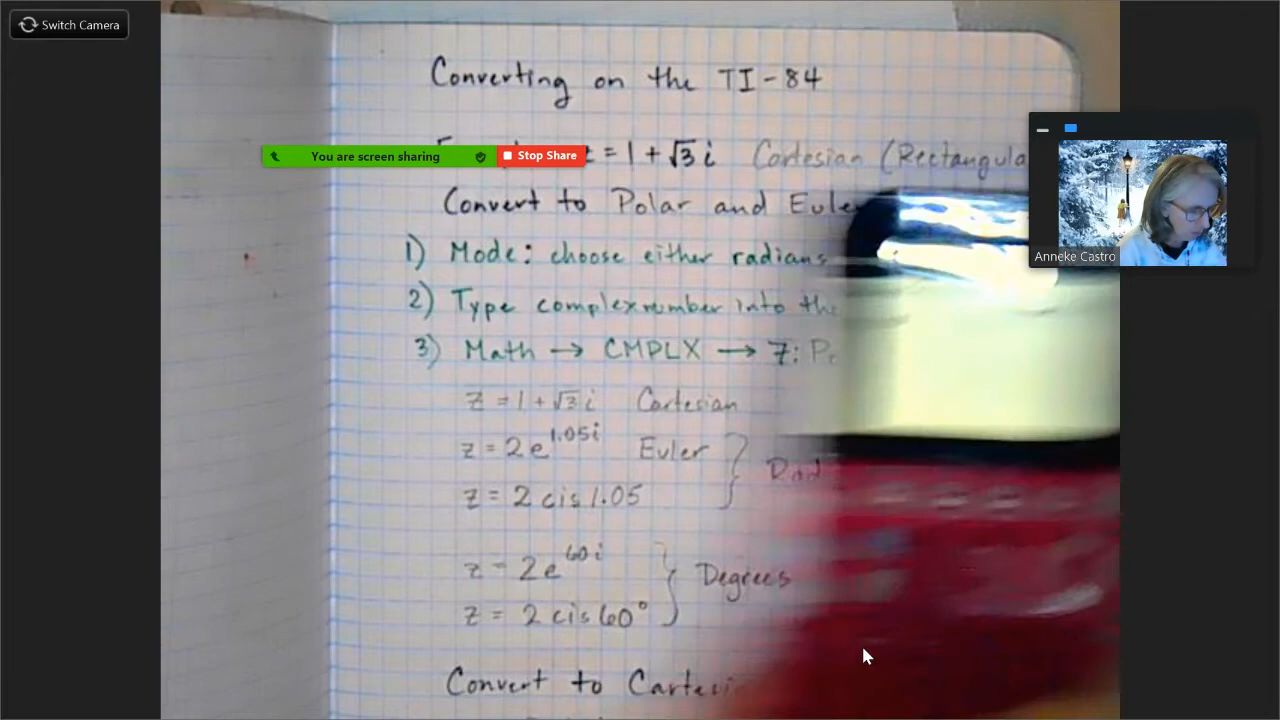 Switch Camera
Converting on the TI-84
You are screen sharing
Stop Share
z = 1 + √3 i Cartesian (Rectangula
Convert to Polar and Euler
Anneke Castro
1) Mode: choose either radians
2) Type complex number into the
3) Math → CMPLX → 7: Po
z = 1 + √3 i Cartesian
z = 2e^1.05i Euler
z = 2 cis 1.05
Rad
z = 2e^60i
Degrees
z = 2 cis 60°
Convert to Cartesi